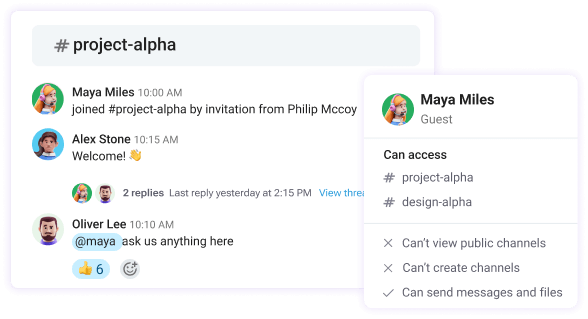 # project-alpha
Maya Miles 10:00 AM
joined #project-alpha by invitation from Philip Mccoy
Alex Stone 10:15 AM
Welcome! 👋
2 replies Last reply yesterday at 2:15 PM View threa
Oliver Lee 10:10 AM
@maya ask us anything here
👍 6
Maya Miles
Guest
Can access
# project-alpha
# design-alpha
Can't view public channels
Can't create channels
Can send messages and files